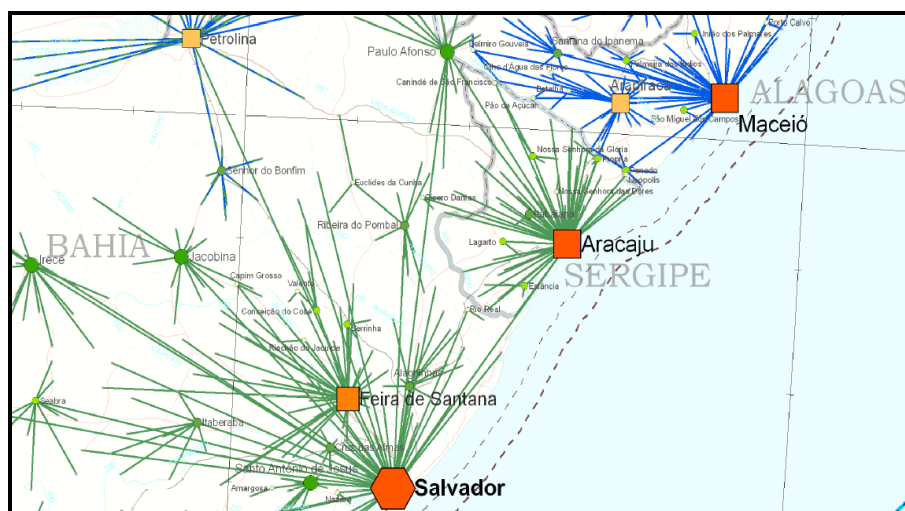 Porto Calvo
Petrolina
União dos Palmares
Delmiro Gouveia
Santana do Ipanema
Paulo Afonso
Palmeira dos Índios
Olho d'Água das Flores
Canindé de São Francisco
Batalha
Arapiraca
ALAGOAS
Pão de Açúcar
São Miguel dos Campos
Maceió
Nossa Senhora da Glória
Propriá
Penedo
Neópolis
Senhor do Bonfim
Euclides da Cunha
Nossa Senhora das Dores
Cícero Dantas
Itabaiana
Ribeira do Pombal
BAHIA
Lagarto
Aracaju
Irecê
Jacobina
SERGIPE
Capim Grosso
Valente
Estância
Conceição do Coité
Rio Real
Serrinha
Riachão do Jacuípe
Alagoinhas
Feira de Santana
Seabra
Itaberaba
Cruz das Almas
Santo Antônio de Jesus
Amargosa
Salvador
Nazaré